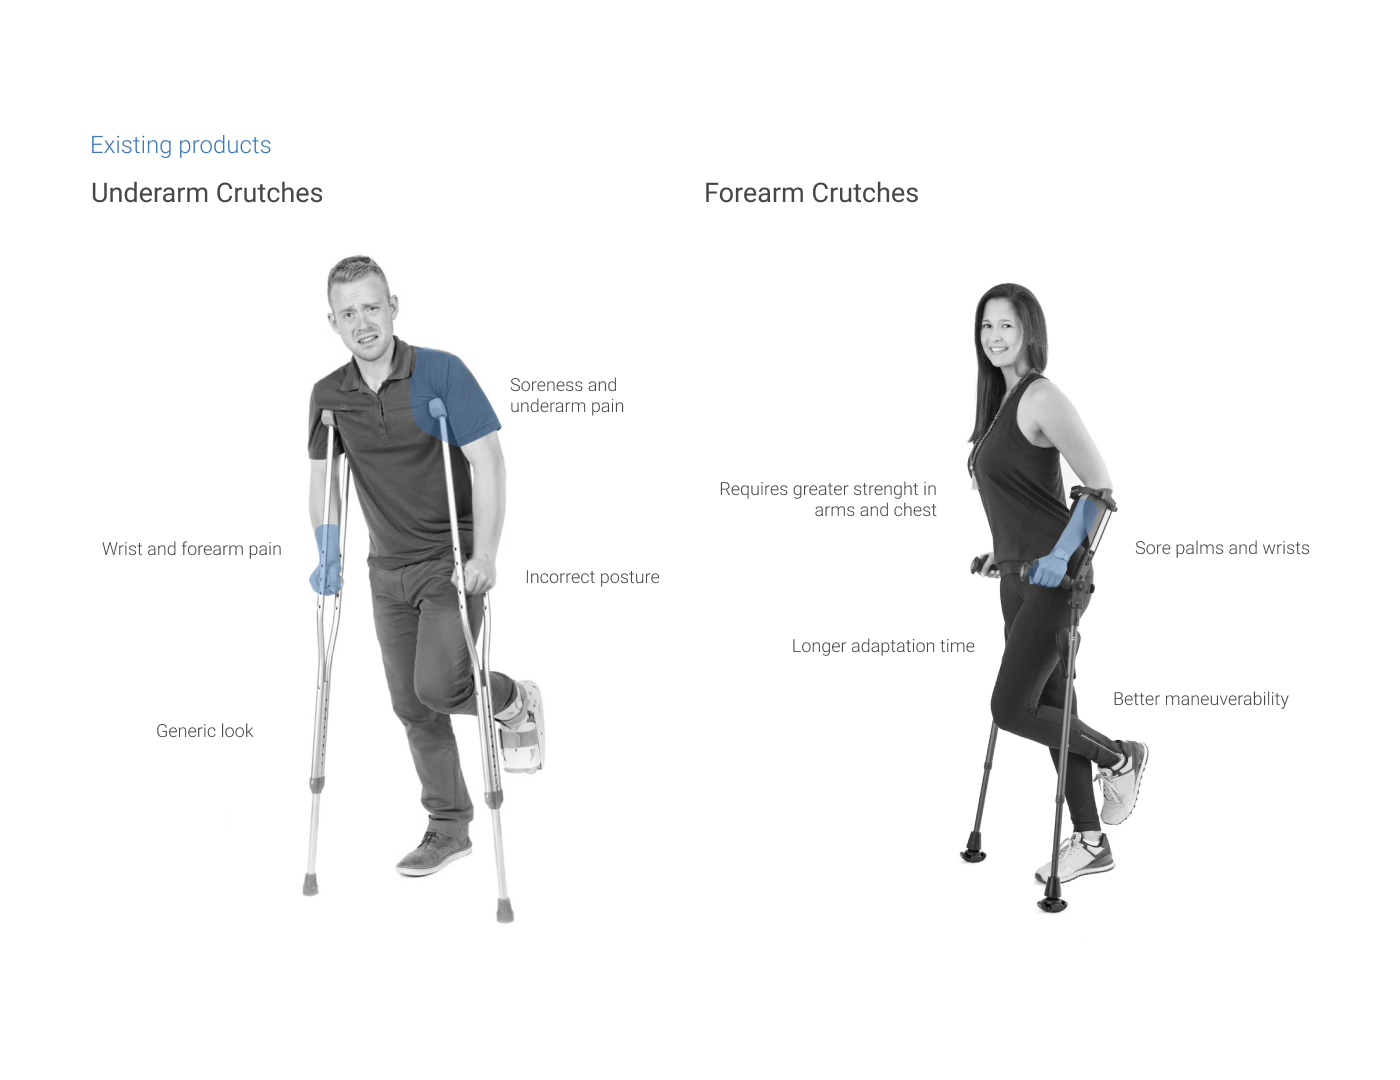 Existing products
Underarm Crutches
Forearm Crutches
Soreness and
underarm pain
Wrist and forearm pain
Incorrect posture
Generic look
Requires greater strenght in
arms and chest
Sore palms and wrists
Longer adaptation time
Better maneuverability